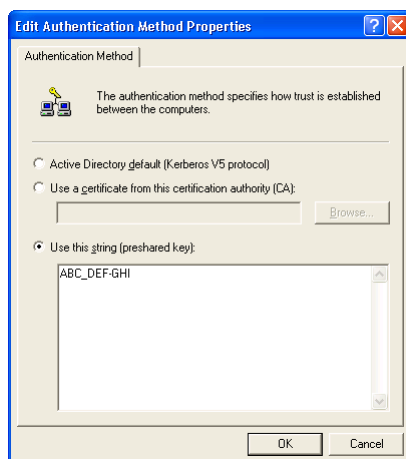 Edit Authentication Method Properties
Authentication Method
The authentication method specifies how trust is established
between the computers.
Active Directory default (Kerberos V5 protocol)
Use a certificate from this certification authority (CA):
Browse...
Use this string (preshared key):
ABC_DEF-GHI
OK
Cancel